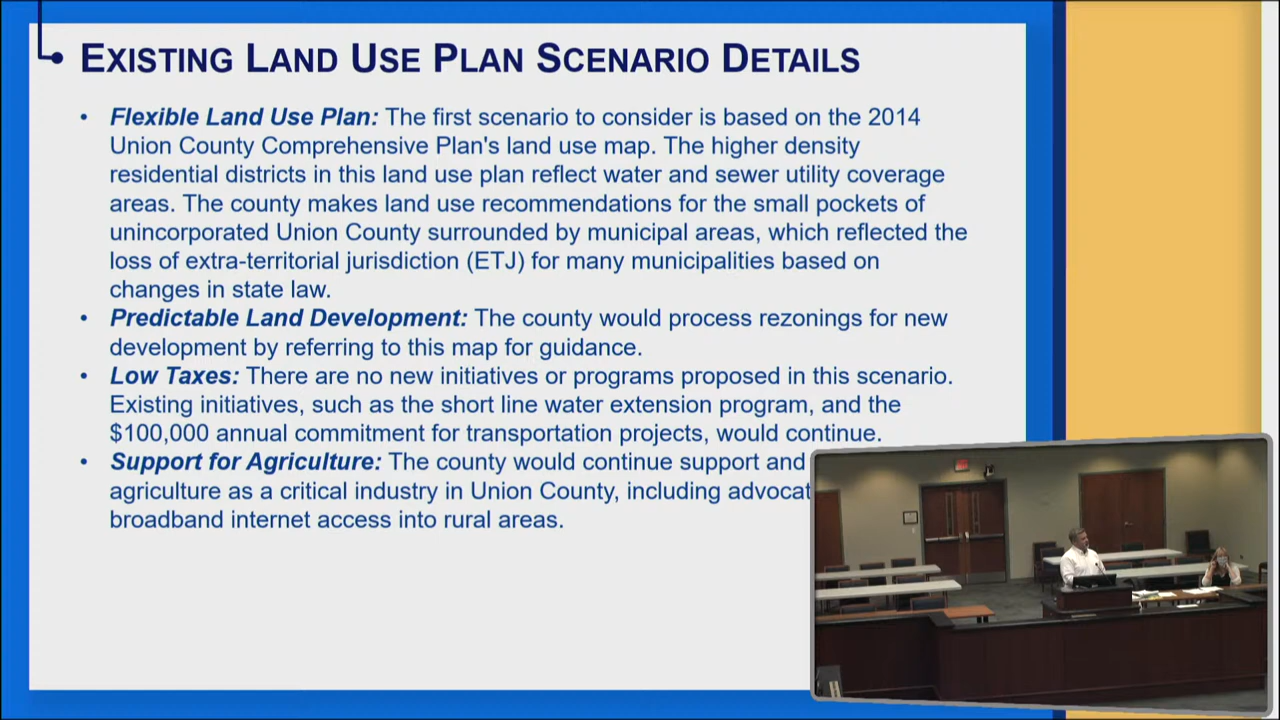 EXISTING LAND USE PLAN SCENARIO DETAILS
• Flexible Land Use Plan: The first scenario to consider is based on the 2014
Union County Comprehensive Plan's land use map. The higher density
residential districts in this land use plan reflect water and sewer utility coverage
areas. The county makes land use recommendations for the small pockets of
unincorporated Union County surrounded by municipal areas, which reflected the
loss of extra-territorial jurisdiction (ETJ) for many municipalities based on
changes in state law.
• Predictable Land Development: The county would process rezonings for new
development by referring to this map for guidance.
• Low Taxes: There are no new initiatives or programs proposed in this scenario.
Existing initiatives, such as the short line water extension program, and the
$100,000 annual commitment for transportation projects, would continue.
• Support for Agriculture: The county would continue support and
agriculture as a critical industry in Union County, including advocat
broadband internet access into rural areas.